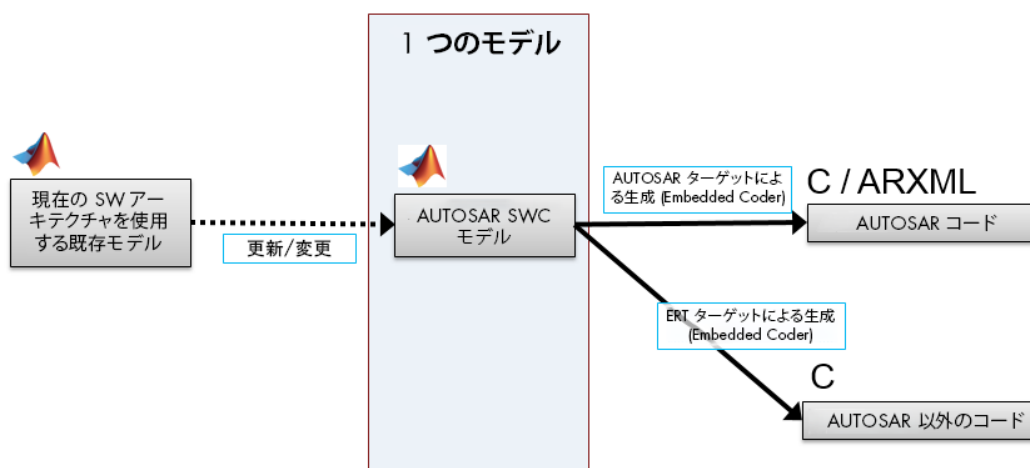 1 つのモデル
現在の SW アー
キテクチャを使用
する既存モデル
更新/変更
AUTOSAR SWC
モデル
AUTOSAR ターゲットによ
る生成 (Embedded Coder)
C / ARXML
AUTOSAR コード
ERT ターゲットによる生成
(Embedded Coder)
C
AUTOSAR 以外のコード